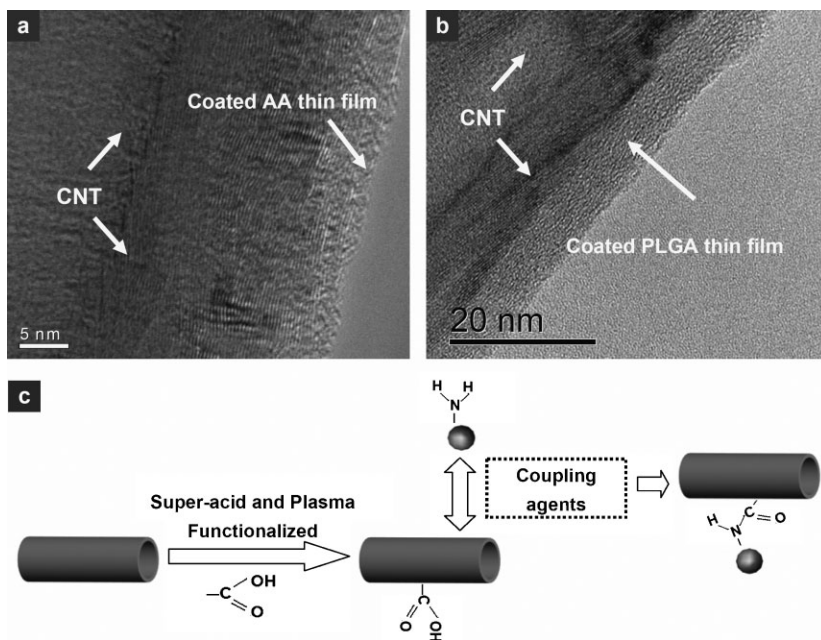 a
Coated AA thin film
CNT
5 nm
b
CNT
Coated PLGA thin film
20 nm
c
Super-acid and Plasma
Functionalized
C
OH
O
C
O
OH
H
H
N
Coupling
agents
H
N
C
O